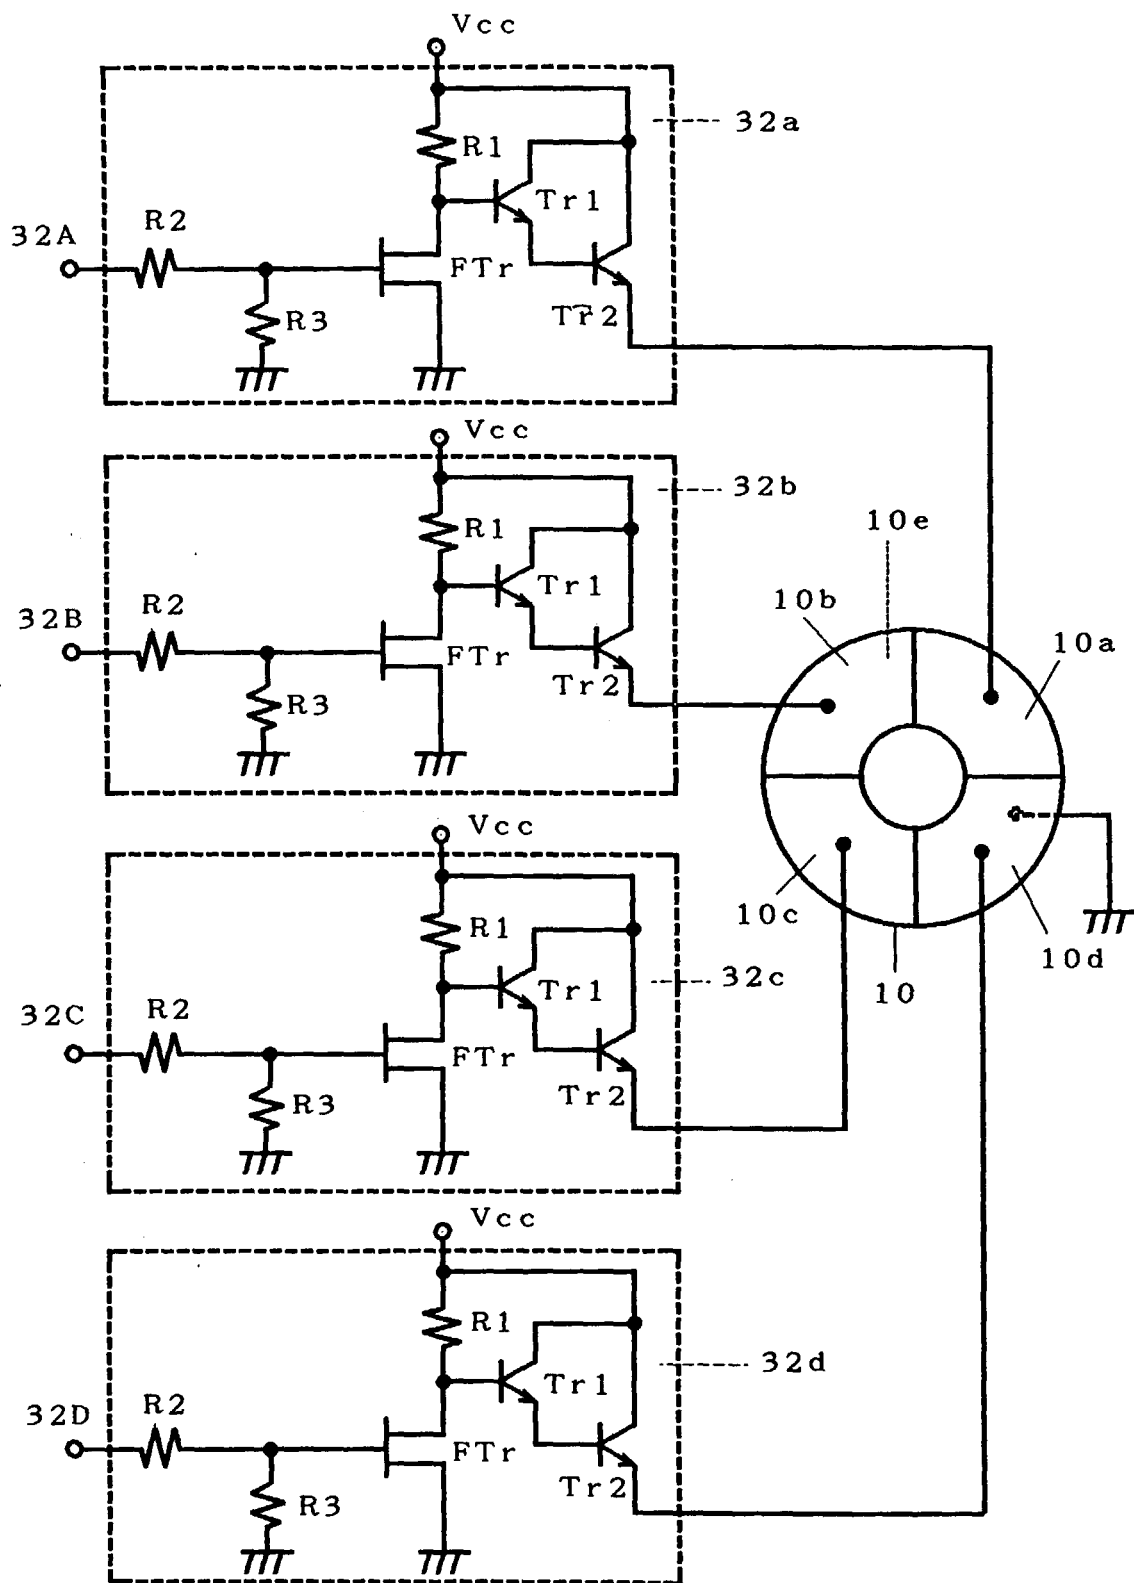 Vcc
32a
R1
Tr1
R2
32A
FTr
R3
Tr2
Vcc
32b
R1
10e
Tr1
10b
R2
32B
10a
FTr
Tr2
R3
Vcc
10c
R1
10d
32c
10
Tr1
R2
32C
FTr
Tr2
R3
Vcc
R1
32d
Tr1
R2
32D
FTr
Tr2
R3